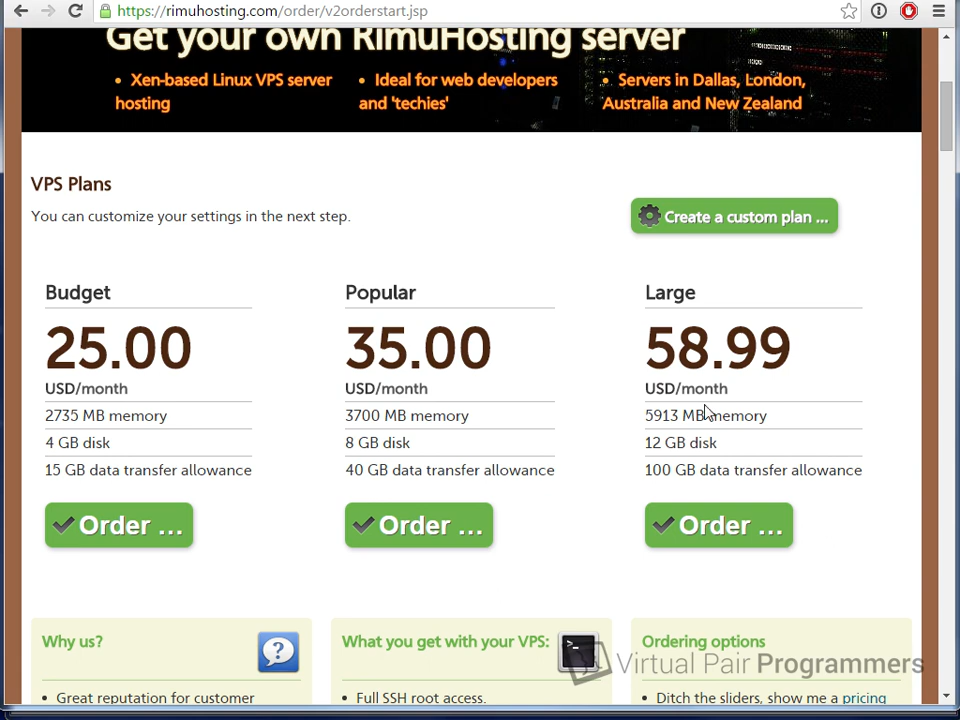 https://rimuhosting.com/order/v2orderstart.jsp
Get your own RimuHosting server
• Xen-based Linux VPS server hosting
• Ideal for web developers and 'techies'
• Servers in Dallas, London, Australia and New Zealand
VPS Plans
You can customize your settings in the next step.
Create a custom plan ...
Budget
25.00
USD/month
2735 MB memory
4 GB disk
15 GB data transfer allowance
Order ...
Popular
35.00
USD/month
3700 MB memory
8 GB disk
40 GB data transfer allowance
Order ...
Large
58.99
USD/month
5913 MB memory
12 GB disk
100 GB data transfer allowance
Order ...
Why us?
• Great reputation for customer
What you get with your VPS:
• Full SSH root access.
Ordering options
• Ditch the sliders, show me a pricing
Virtual Pair Programmers